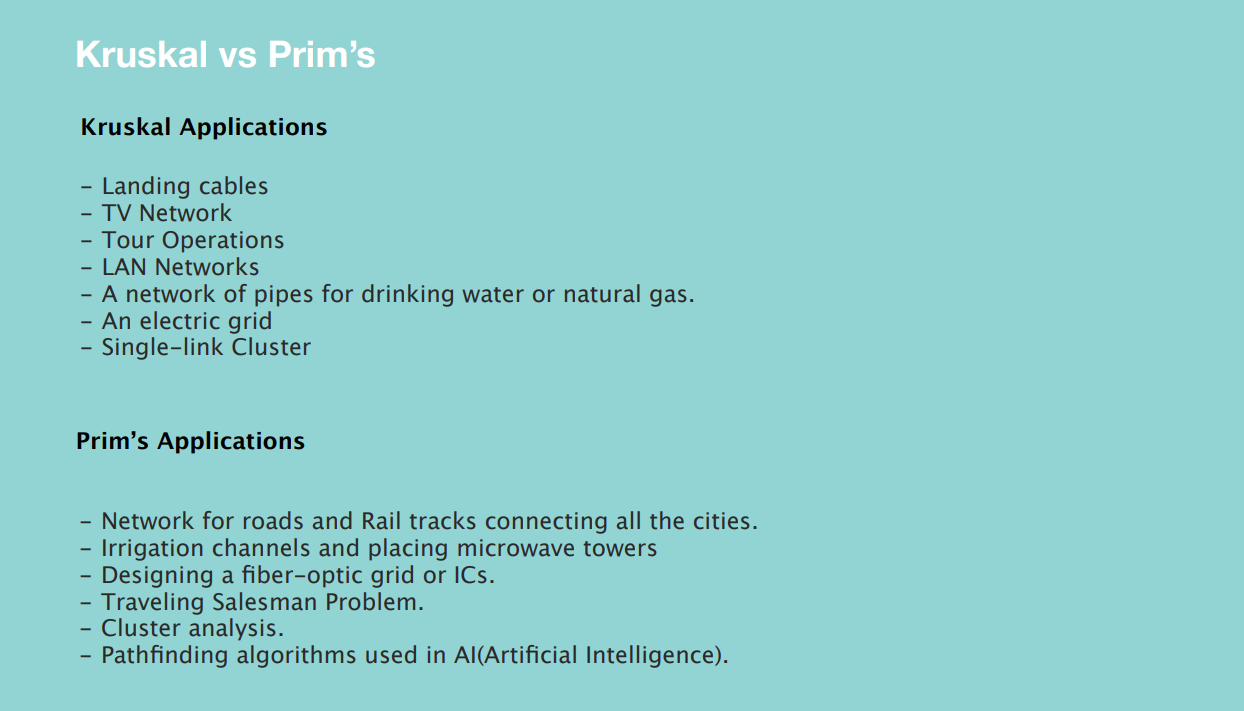 Kruskal vs Prim’s
Kruskal Applications
– Landing cables
– TV Network
– Tour Operations
– LAN Networks
– A network of pipes for drinking water or natural gas.
– An electric grid
– Single–link Cluster
Prim’s Applications
– Network for roads and Rail tracks connecting all the cities.
– Irrigation channels and placing microwave towers
– Designing a fiber–optic grid or ICs.
– Traveling Salesman Problem.
– Cluster analysis.
– Pathfinding algorithms used in AI(Artificial Intelligence).